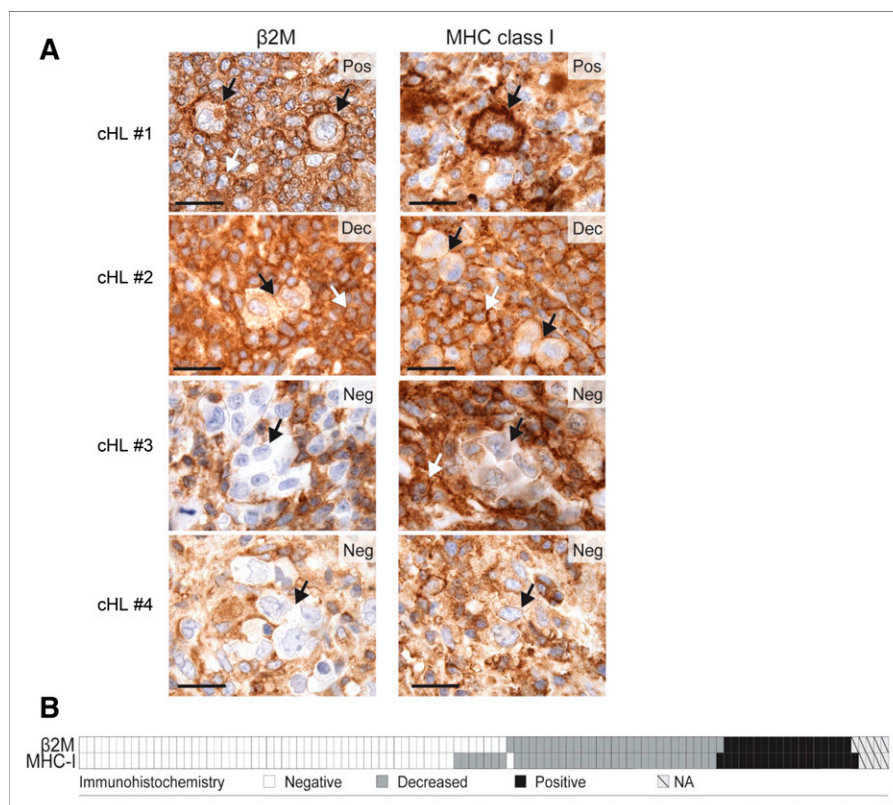 A
β2M MHC class I
cHL #1 Pos Pos
cHL #2 Dec Dec
cHL #3 Neg Neg
cHL #4 Neg Neg
B
β2M
MHC-I
Immunohistochemistry Negative Decreased Positive NA